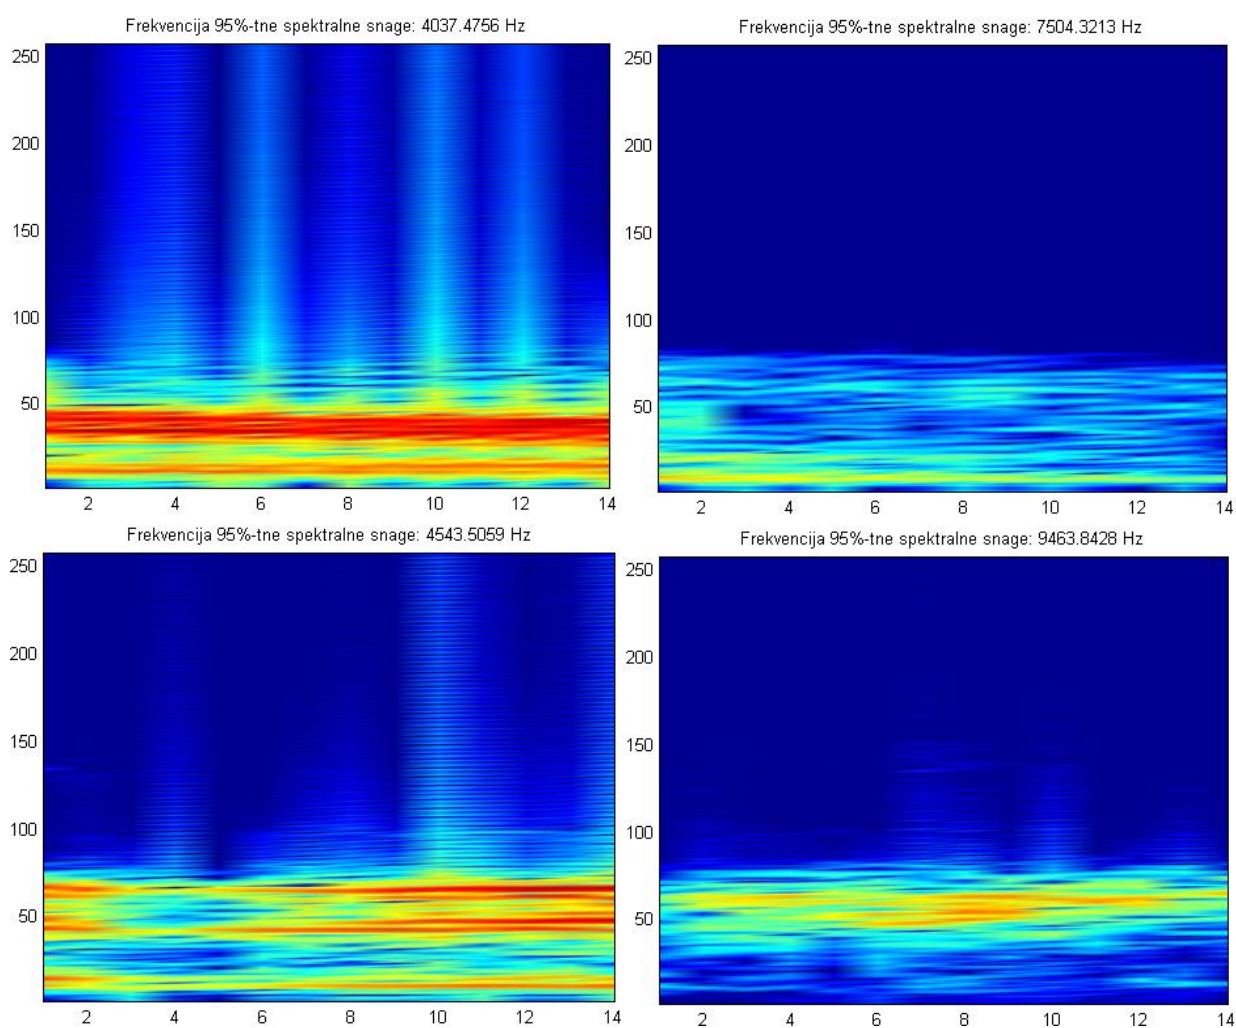 Frekvencija 95%-tne spektralne snage: 4037.4756 Hz
250
200
150
100
50
2 4 6 8 10 12 14
Frekvencija 95%-tne spektralne snage: 7504.3213 Hz
250
200
150
100
50
2 4 6 8 10 12 14
Frekvencija 95%-tne spektralne snage: 4543.5059 Hz
250
200
150
100
50
2 4 6 8 10 12 14
Frekvencija 95%-tne spektralne snage: 9463.8428 Hz
250
200
150
100
50
2 4 6 8 10 12 14